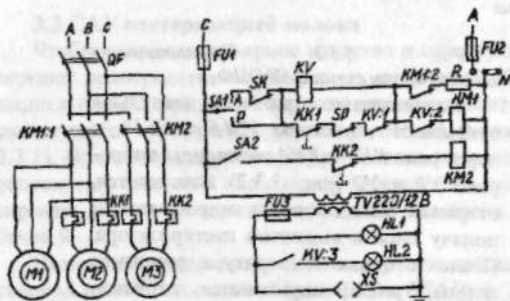 A B C
QF
KM1:1
KM2
KK1
KK2
M1
M2
M3
C
FU1
A
FU2
N
SK
KV
KM1:2
R
SA1
P
KK1
SP
KV:1
KV:2
KM1
SA2
KK2
KM2
FU3
TV 220/12 В
HL1
KV:3
HL2
XS